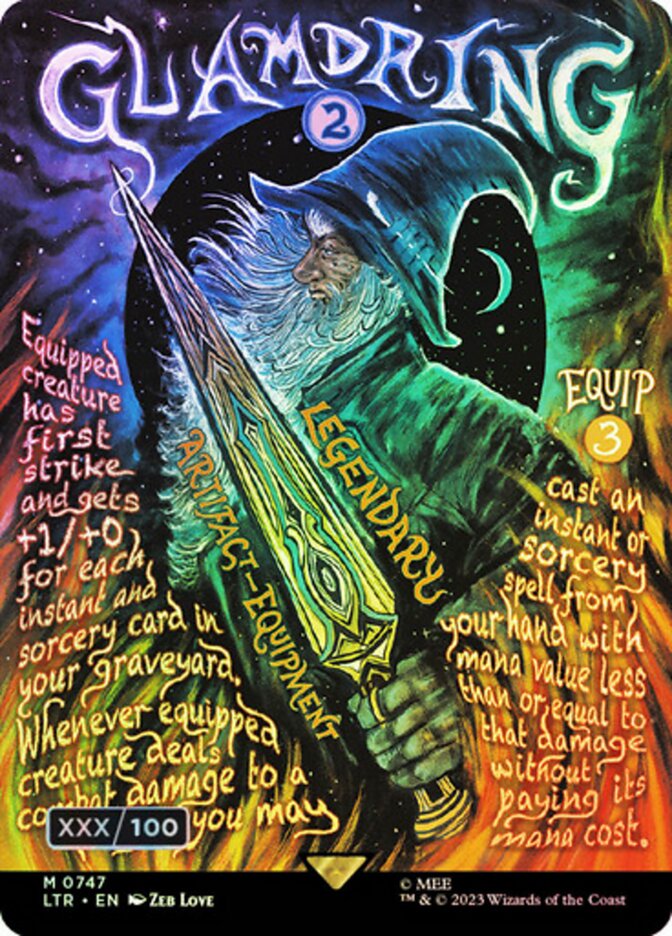 GLAMDRING
2
Equipped
creature
has
first
strike
and gets
+1/+0
for each
instant and
sorcery card in
your graveyard.
Whenever equipped
creature deals
combat damage to a
you may
LEGENDARY
ARTIFACT—EQUIPMENT
EQUIP
3
cast an
instant or
sorcery
spell from
your hand with
mana value less
than or equal to
that damage
without
paying its
mana cost.
XXX/100
M 0747
LTR • EN ZEB LOVE
© MEE
™ & © 2023 Wizards of the Coast